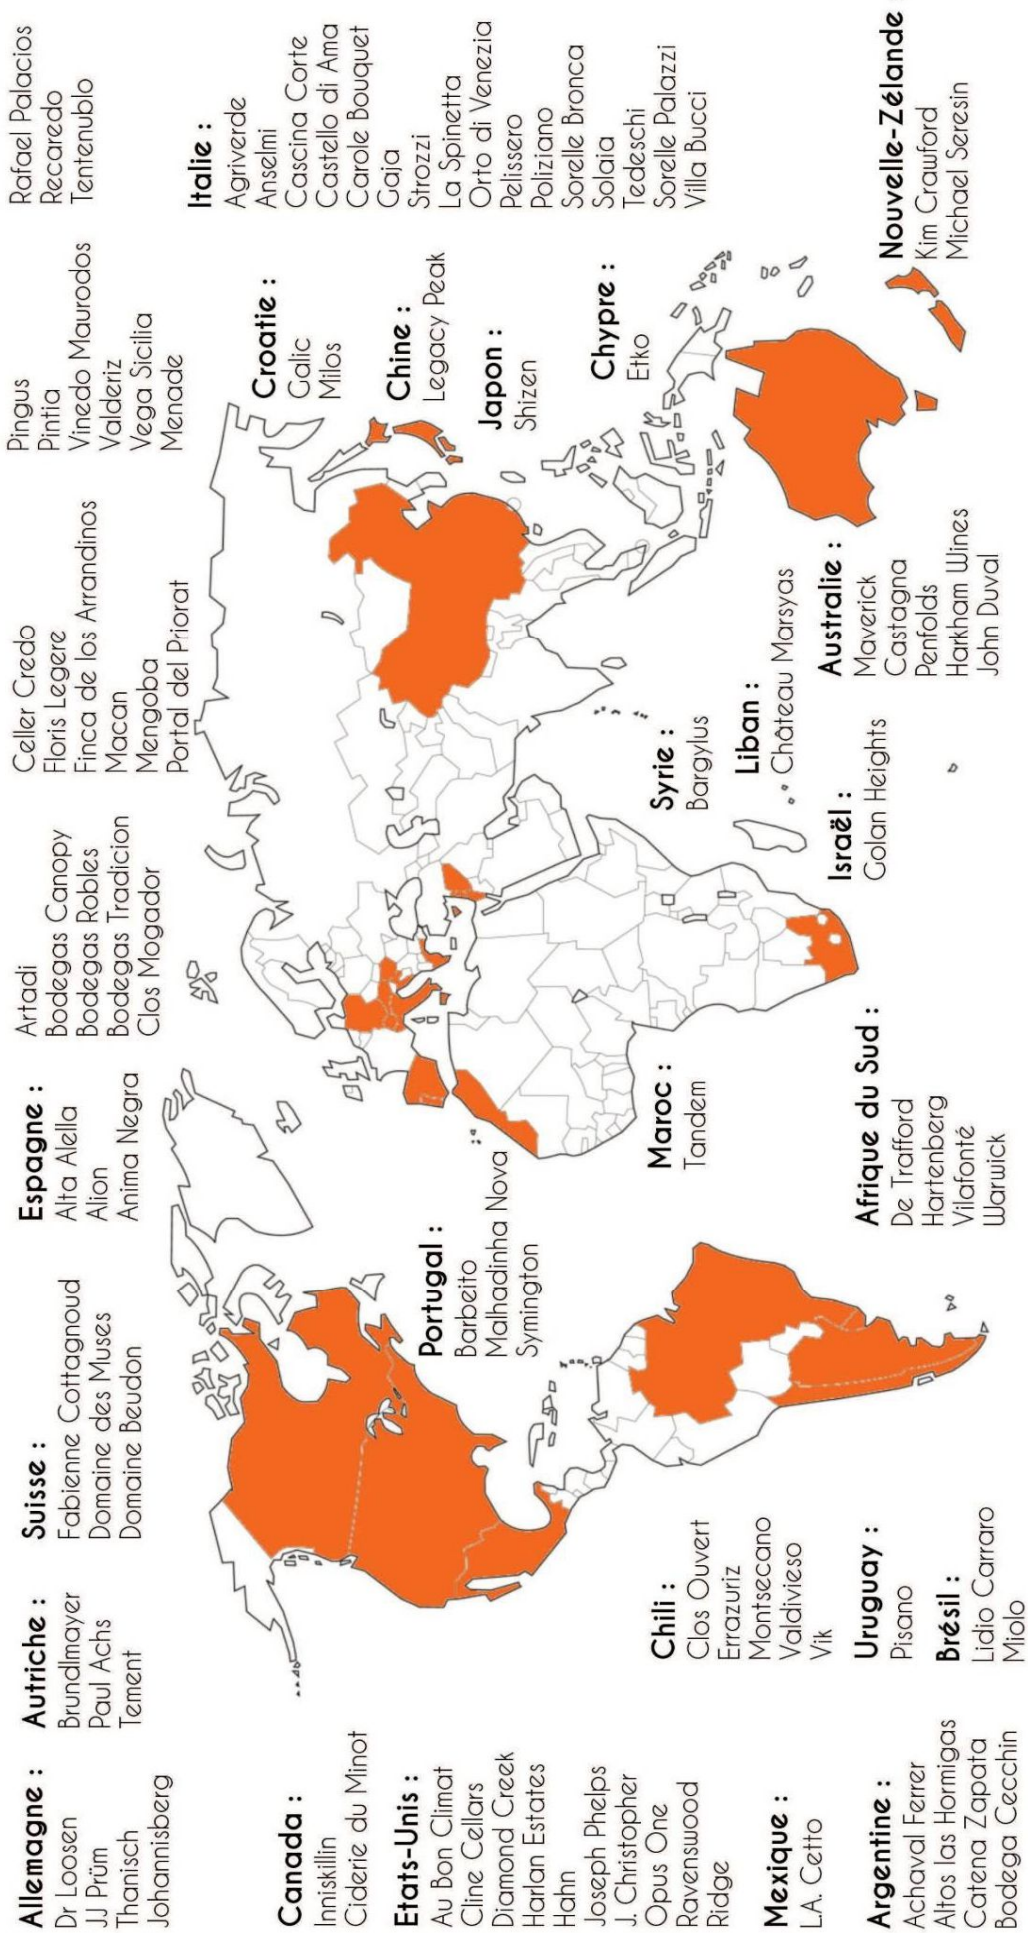 Allemagne :
Dr Loosen
JJ Prüm
Thanisch
Johannisberg
Autriche :
Brundlmayer
Paul Achs
Tement
Suisse :
Fabienne Cottagnoud
Domaine des Muses
Domaine Beudon
Espagne :
Alta Alella
Alion
Anima Negra
Artadi
Bodegas Canopy
Bodegas Robles
Bodegas Tradicion
Clos Mogador
Celler Credo
Floris Legere
Finca de los Arrandinos
Macan
Mengoba
Portal del Priorat
Pingus
Pintia
Vinedo Maurodos
Valderiz
Vega Sicilia
Menade
Rafael Palacios
Recaredo
Tentenublo
Canada :
Inniskillin
Ciderie du Minot
Etats-Unis :
Au Bon Climat
Cline Cellars
Diamond Creek
Harlan Estates
Hahn
Joseph Phelps
J. Christopher
Opus One
Ravenswood
Ridge
Mexique :
L.A. Cetto
Argentine :
Achaval Ferrer
Altos las Hormigas
Catena Zapata
Bodega Cecchin
Chili :
Clos Ouvert
Errazuriz
Montsecano
Valdivieso
Vik
Uruguay :
Pisano
Brésil :
Lidio Carraro
Miolo
Portugal :
Barbeito
Malhadinha Nova
Symington
Maroc :
Tandem
Afrique du Sud :
De Trafford
Hartenberg
Vilafonté
Warwick
Syrie :
Bargylus
Liban :
Château Marsyas
Israël :
Golan Heights
Australie :
Maverick
Castagna
Penfolds
Harkham Wines
John Duval
Croatie :
Galic
Milos
Chine :
Legacy Peak
Japon :
Shizen
Chypre :
Etko
Italie :
Agriverde
Anselmi
Cascina Corte
Castello di Ama
Carole Bouquet
Gaja
Strozzi
La Spinetta
Orto di Venezia
Pelissero
Poliziano
Sorelle Bronca
Solaia
Tedeschi
Sorelle Palazzi
Villa Bucci
Nouvelle-Zélande :
Kim Crawford
Michael Seresin